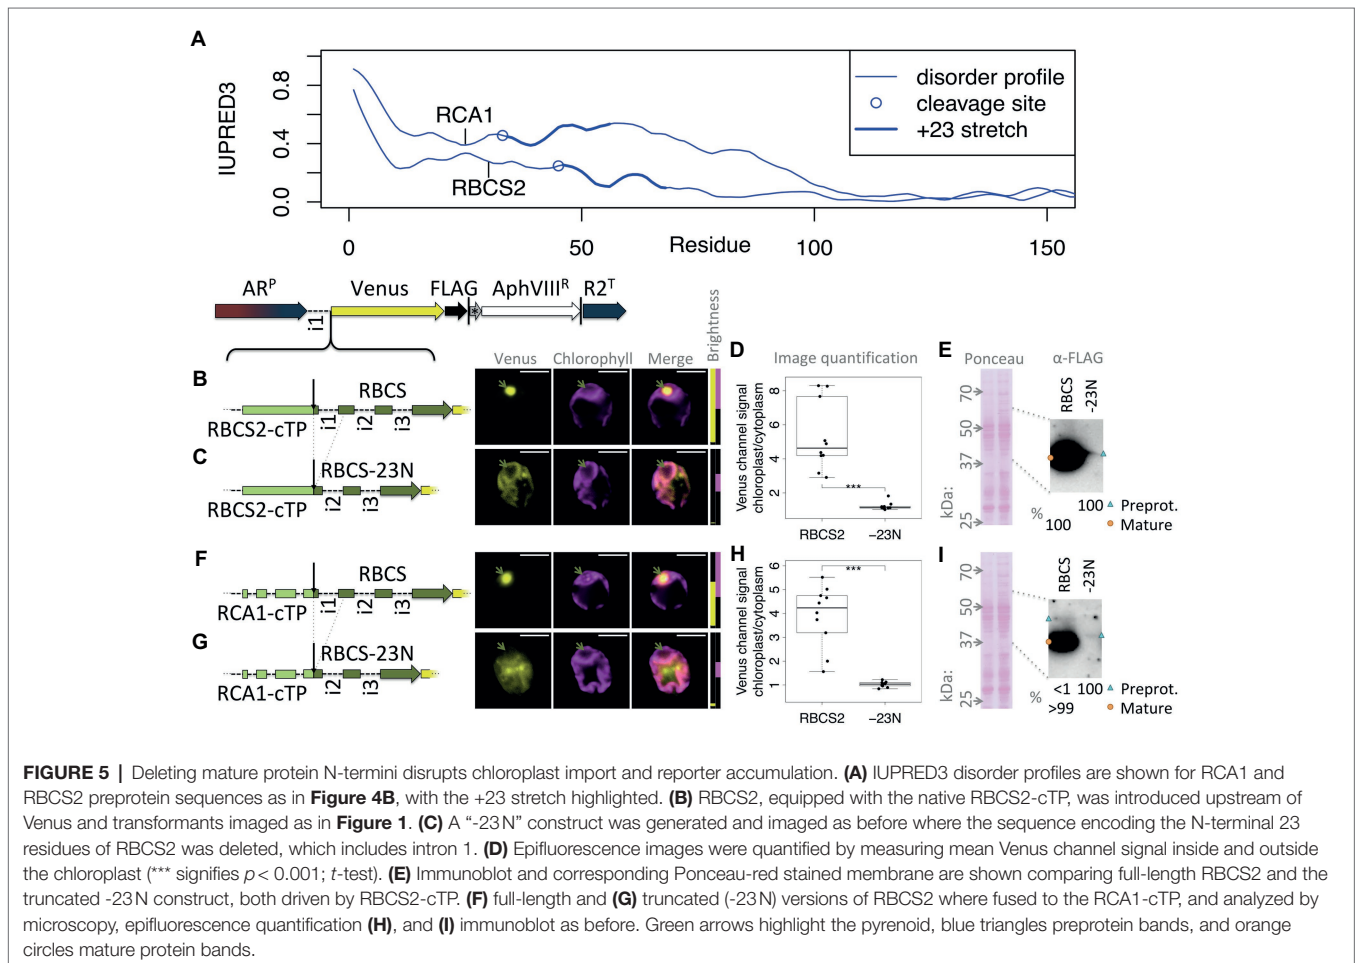 A
IUPRED3
0.8
0.4
0.0
RCA1
RBCS2
disorder profile
cleavage site
+23 stretch
0
50
Residue
100
150
ARᴾ
i1
Venus
FLAG
*
AphVIIIᴿ
R2ᵀ
Venus
Chlorophyll
Merge
Brightness
B
RBCS
RBCS2-cTP
i1
i2
i3
C
RBCS-23N
RBCS2-cTP
i2
i3
D
Image quantification
Venus channel signal
chloroplast/cytoplasm
8
6
4
2
***
RBCS2
−23N
E
Ponceau
α-FLAG
RBCS
-23N
70
50
37
25
kDa:
%
100
100
Preprot.
Mature
F
RBCS
RCA1-cTP
i1
i2
i3
G
RBCS-23N
RCA1-cTP
i2
i3
H
Venus channel signal
chloroplast/cytoplasm
6
5
4
3
2
1
***
RBCS2
−23N
I
Ponceau
α-FLAG
RBCS
-23N
70
50
37
25
kDa:
%
<1 100
>99
Preprot.
Mature
FIGURE 5 | Deleting mature protein N-termini disrupts chloroplast import and reporter accumulation. (A) IUPRED3 disorder profiles are shown for RCA1 and
RBCS2 preprotein sequences as in Figure 4B, with the +23 stretch highlighted. (B) RBCS2, equipped with the native RBCS2-cTP, was introduced upstream of
Venus and transformants imaged as in Figure 1. (C) A “-23 N” construct was generated and imaged as before where the sequence encoding the N-terminal 23
residues of RBCS2 was deleted, which includes intron 1. (D) Epifluorescence images were quantified by measuring mean Venus channel signal inside and outside
the chloroplast (*** signifies p < 0.001; t-test). (E) Immunoblot and corresponding Ponceau-red stained membrane are shown comparing full-length RBCS2 and the
truncated -23 N construct, both driven by RBCS2-cTP. (F) full-length and (G) truncated (-23 N) versions of RBCS2 where fused to the RCA1-cTP, and analyzed by
microscopy, epifluorescence quantification (H), and (I) immunoblot as before. Green arrows highlight the pyrenoid, blue triangles preprotein bands, and orange
circles mature protein bands.